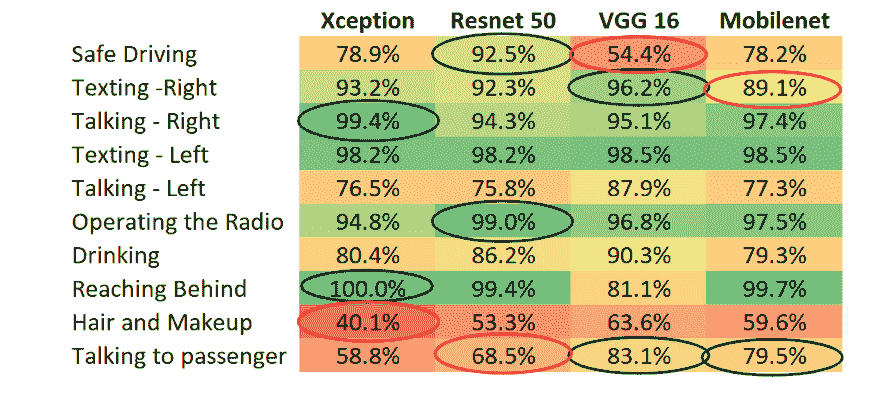 Xception Resnet 50 VGG 16 Mobilenet
Safe Driving 78.9% 92.5% 54.4% 78.2%
Texting -Right 93.2% 92.3% 96.2% 89.1%
Talking - Right 99.4% 94.3% 95.1% 97.4%
Texting - Left 98.2% 98.2% 98.5% 98.5%
Talking - Left 76.5% 75.8% 87.9% 77.3%
Operating the Radio 94.8% 99.0% 96.8% 97.5%
Drinking 80.4% 86.2% 90.3% 79.3%
Reaching Behind 100.0% 99.4% 81.1% 99.7%
Hair and Makeup 40.1% 53.3% 63.6% 59.6%
Talking to passenger 58.8% 68.5% 83.1% 79.5%